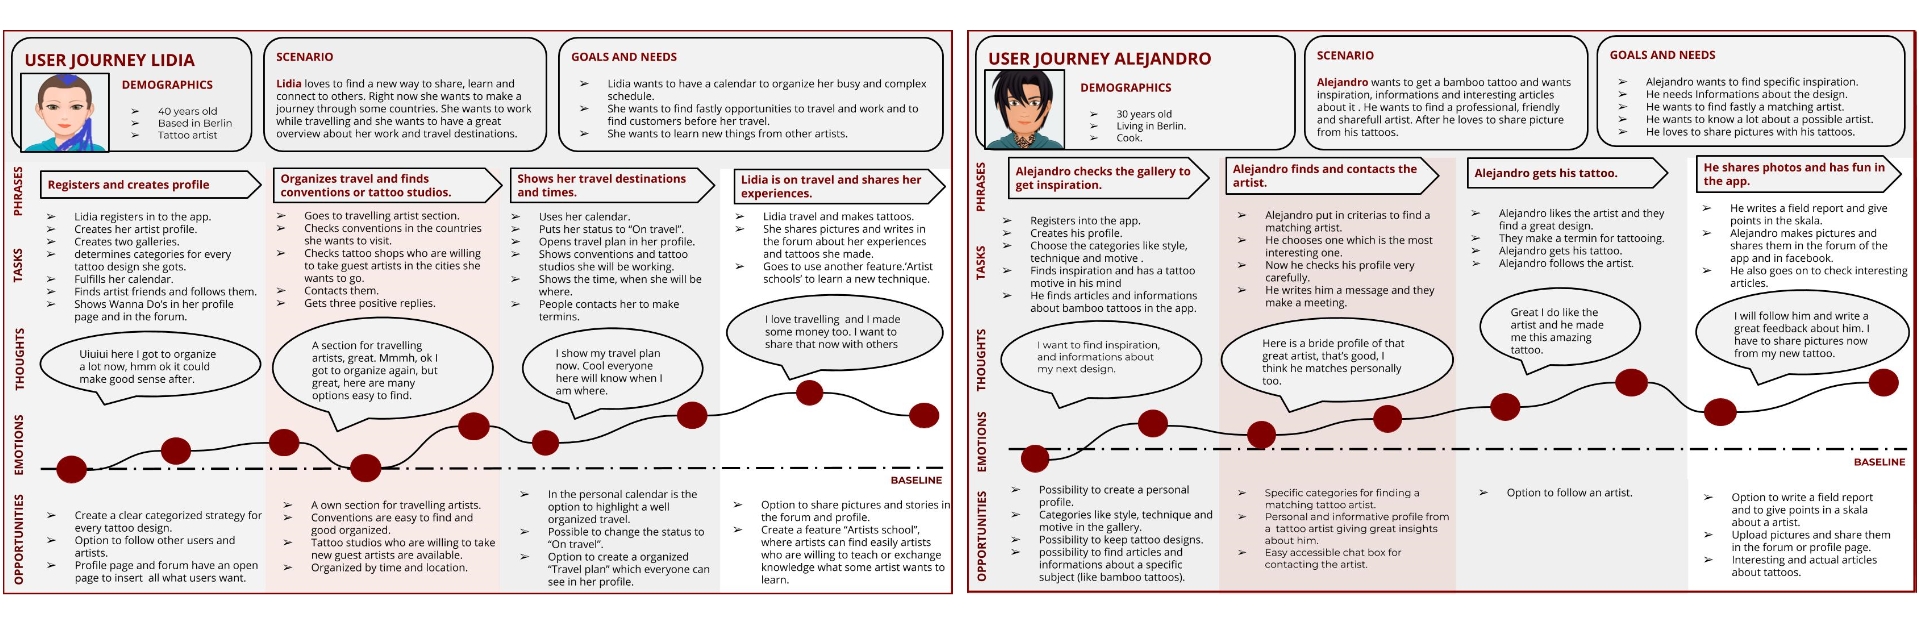 USER JOURNEY LIDIA
DEMOGRAPHICS
➢ 40 years old
➢ Based in Berlin
➢ Tattoo artist
SCENARIO
Lidia loves to find a new way to share, learn and
connect to others. Right now she wants to make a
journey through some countries. She wants to work
while travelling and she wants to have a great
overview about her work and travel destinations.
GOALS AND NEEDS
➢ Lidia wants to have a calendar to organize her busy and complex
schedule.
➢ She wants to find fastly opportunities to travel and work and to
find customers before her travel.
➢ She wants to learn new things from other artists.
PHRASES
Registers and creates profile
Organizes travel and finds
conventions or tattoo studios.
Shows her travel destinations
and times.
Lidia is on travel and shares her
experiences.
TASKS
➢ Lidia registers in to the app.
➢ Creates her artist profile.
➢ Creates two galleries.
➢ determines categories for every
tattoo design she gots.
➢ Fulfills her calendar.
➢ Finds artist friends and follows them.
➢ Shows Wanna Do's in her profile
page and in the forum.
➢ Goes to travelling artist section.
➢ Checks conventions in the countries
she wants to visit.
➢ Checks tattoo shops who are willing
to take guest artists in the cities she
wants to go.
➢ Contacts them.
➢ Gets three positive replies.
➢ Uses her calendar.
➢ Puts her status to “On travel”.
➢ Opens travel plan in her profile.
➢ Shows conventions and tattoo
studios she will be working.
➢ Shows the time, when she will be
where.
➢ People contacts her to make
termins.
➢ Lidia travel and makes tattoos.
➢ She shares pictures and writes in
the forum about her experiences
and tattoos she made.
➢ Goes to use another feature.‘Artist
schools’ to learn a new technique.
THOUGHTS
Uiuiui here I got to organize
a lot now, hmm ok it could
make good sense after.
A section for travelling
artists, great. Mmmh, ok I
got to organize again, but
great, here are many
options easy to find.
I show my travel plan
now. Cool everyone
here will know when I
am where.
I love travelling and I made
some money too. I want to
share that now with others
EMOTIONS
BASELINE
OPPORTUNITIES
➢ Create a clear categorized strategy for
every tattoo design.
➢ Option to follow other users and
artists.
➢ Profile page and forum have an open
page to insert all what users want.
➢ A own section for travelling artists.
➢ Conventions are easy to find and
good organized.
➢ Tattoo studios who are willing to take
new guest artists are available.
➢ Organized by time and location.
➢ In the personal calendar is the
option to highlight a well
organized travel.
➢ Possible to change the status to
“On travel”.
➢ Option to create a organized
“Travel plan” which everyone can
see in her profile.
➢ Option to share pictures and stories in
the forum and profile.
➢ Create a feature “Artists school”,
where artists can find easily artists
who are willing to teach or exchange
knowledge what some artist wants to
learn.
USER JOURNEY ALEJANDRO
DEMOGRAPHICS
➢ 30 years old
➢ Living in Berlin.
➢ Cook.
SCENARIO
Alejandro wants to get a bamboo tattoo and wants
inspiration, informations and interesting articles
about it . He wants to find a professional, friendly
and sharefull artist. After he loves to share picture
from his tattoos.
GOALS AND NEEDS
➢ Alejandro wants to find specific inspiration.
➢ He needs Informations about the design.
➢ He wants to find fastly a matching artist.
➢ He wants to know a lot about a possible artist.
➢ He loves to share pictures with his tattoos.
PHRASES
Alejandro checks the gallery to
get inspiration.
Alejandro finds and contacts the
artist.
Alejandro gets his tattoo.
He shares photos and has fun in
the app.
TASKS
➢ Registers into the app.
➢ Creates his profile.
➢ Choose the categories like style,
technique and motive .
➢ Finds inspiration and has a tattoo
motive in his mind
➢ He finds articles and informations
about bamboo tattoos in the app.
➢ Alejandro put in criterias to find a
matching artist.
➢ He chooses one which is the most
interesting one.
➢ Now he checks his profile very
carefully.
➢ He writes him a message and they
make a meeting.
➢ Alejandro likes the artist and they
find a great design.
➢ They make a termin for tattooing.
➢ Alejandro gets his tattoo.
➢ Alejandro follows the artist.
➢ He writes a field report and give
points in the skala.
➢ Alejandro makes pictures and
shares them in the forum of the
app and in facebook.
➢ He also goes on to check interesting
articles.
THOUGHTS
I want to find inspiration,
and informations about
my next design.
Here is a bride profile of that
great artist, that's good, I
think he matches personally
too.
Great I do like the
artist and he made
me this amazing
tattoo.
I will follow him and write a
great feedback about him. I
have to share pictures now
from my new tattoo.
EMOTIONS
BASELINE
OPPORTUNITIES
➢ Possibility to create a personal
profile.
➢ Categories like style, technique and
motive in the gallery.
➢ Possibility to keep tattoo designs.
➢ possibility to find articles and
informations about a specific
subject (like bamboo tattoos).
➢ Specific categories for finding a
matching tattoo artist.
➢ Personal and informative profile from
a tattoo artist giving great insights
about him.
➢ Easy accessible chat box for
contacting the artist.
➢ Option to follow an artist.
➢ Option to write a field report
and to give points in a skala
about a artist.
➢ Upload pictures and share them
in the forum or profile page.
➢ Interesting and actual articles
about tattoos.